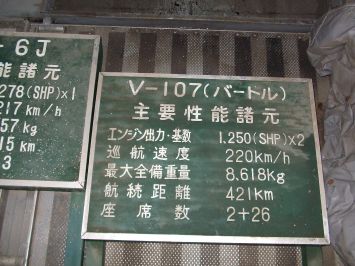 -6J
能諸元
278(SHP)×1
217km/h
57kg
15km
3
V-107(バートル)
主要性能諸元
エンジン出力・基数 1.250(SHP)×2
巡航速度 220km/h
最大全備重量 8.618kg
航続距離 421km
座席数 2+26